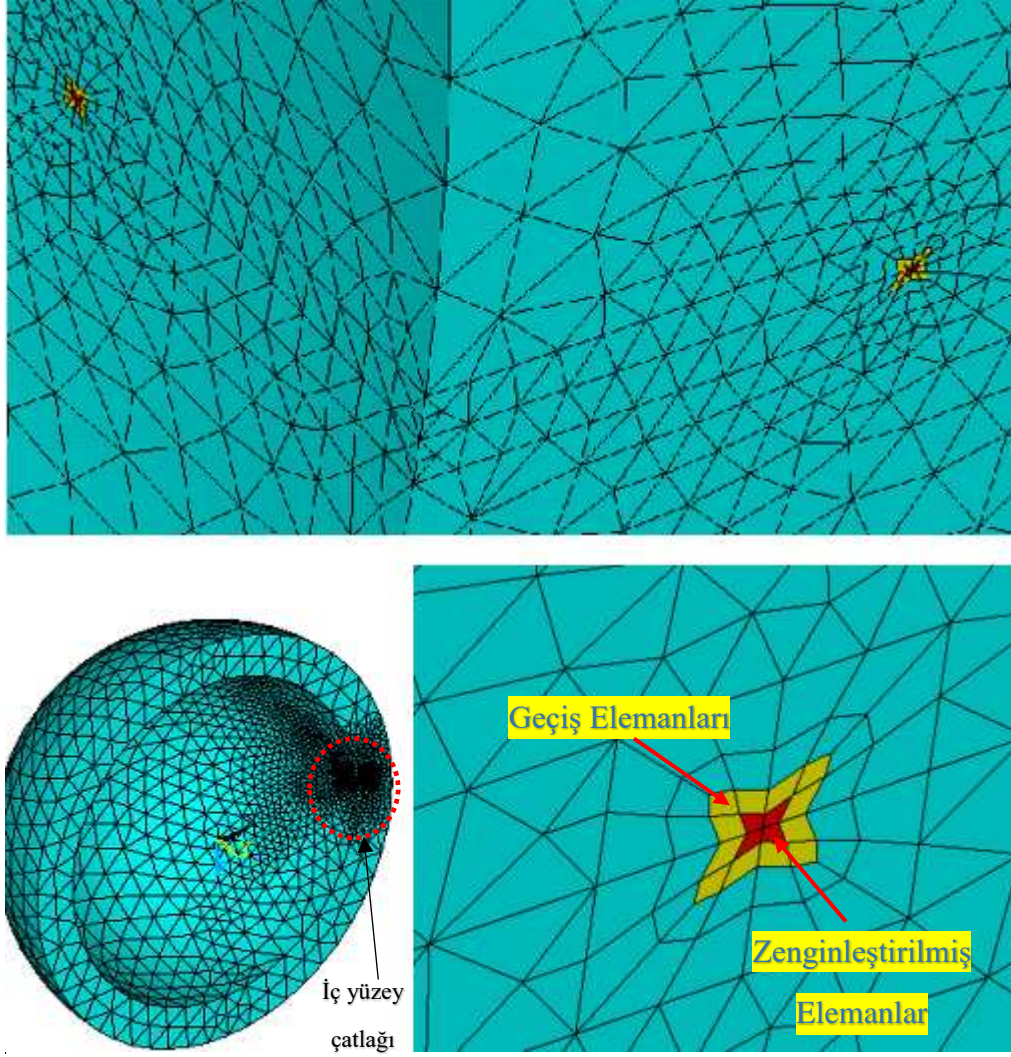 Geçiş Elemanları
Zenginleştirilmiş
Elemanlar
İç yüzey
çatlağı